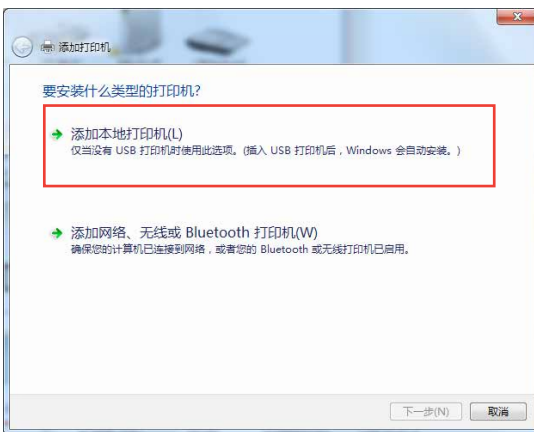 添加打印机
要安装什么类型的打印机?
添加本地打印机(L)
仅当没有 USB 打印机时使用此选项。(插入 USB 打印机后，Windows 会自动安装。)
添加网络、无线或 Bluetooth 打印机(W)
确保您的计算机已连接到网络，或者您的 Bluetooth 或无线打印机已启用。
下一步(N) 取消